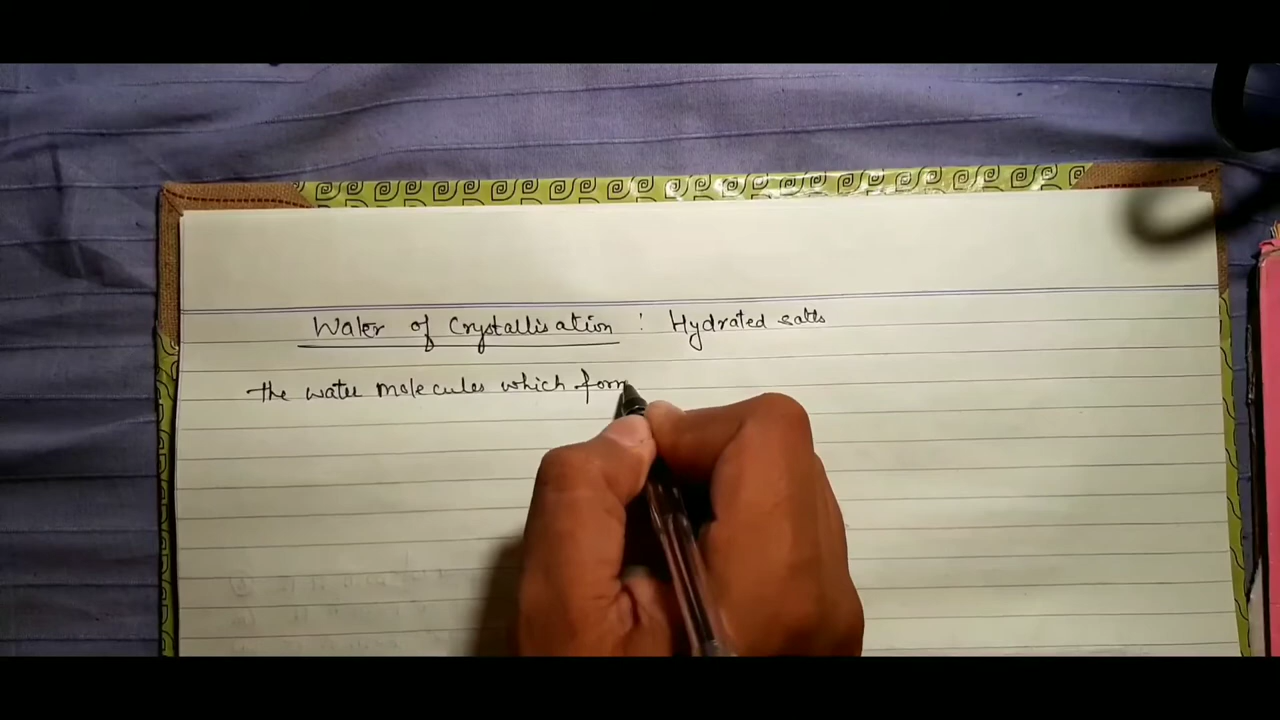 Water of Crystallisation : Hydrated salts
The water molecules which form